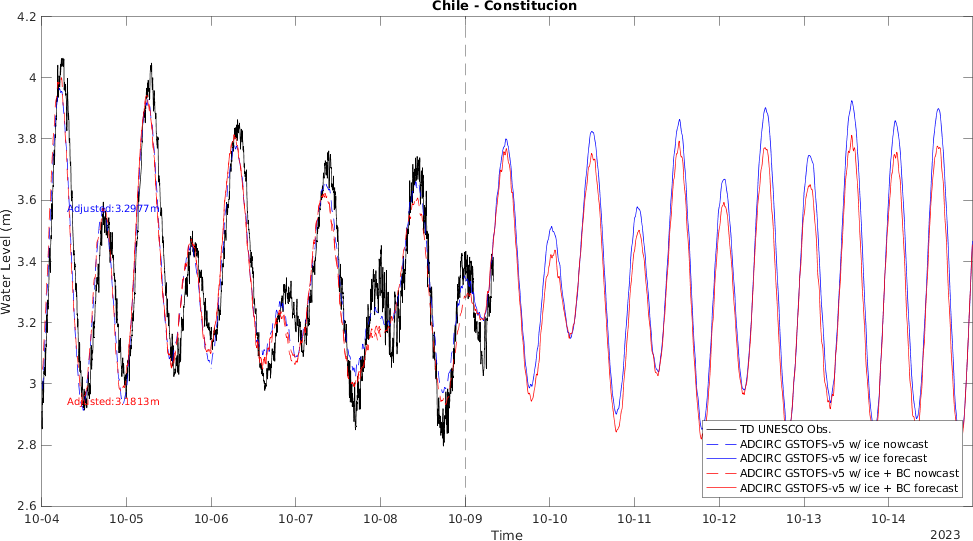 Chile - Constitucion
4.2
4
3.8
3.6
3.4
3.2
3
2.8
2.6
Water Level (m)
Adjusted:3.2977m
Adjusted:3.1813m
TD UNESCO Obs.
ADCIRC GSTOFS-v5 w/ ice nowcast
ADCIRC GSTOFS-v5 w/ ice forecast
ADCIRC GSTOFS-v5 w/ ice + BC nowcast
ADCIRC GSTOFS-v5 w/ ice + BC forecast
10-04 10-05 10-06 10-07 10-08 10-09 10-10 10-11 10-12 10-13 10-14
Time
2023